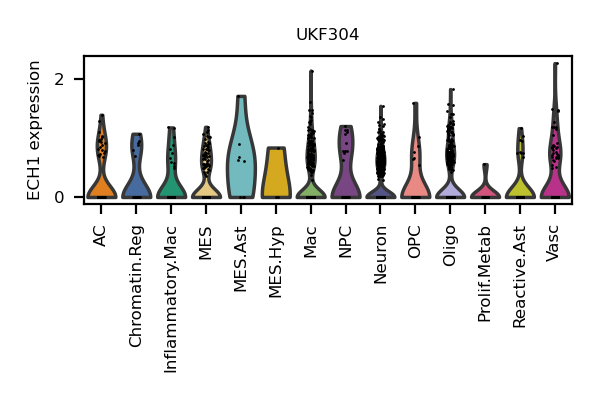 UKF304
ECH1 expression
2
0
AC
Chromatin.Reg
Inflammatory.Mac
MES
MES.Ast
MES.Hyp
Mac
NPC
Neuron
OPC
Oligo
Prolif.Metab
Reactive.Ast
Vasc